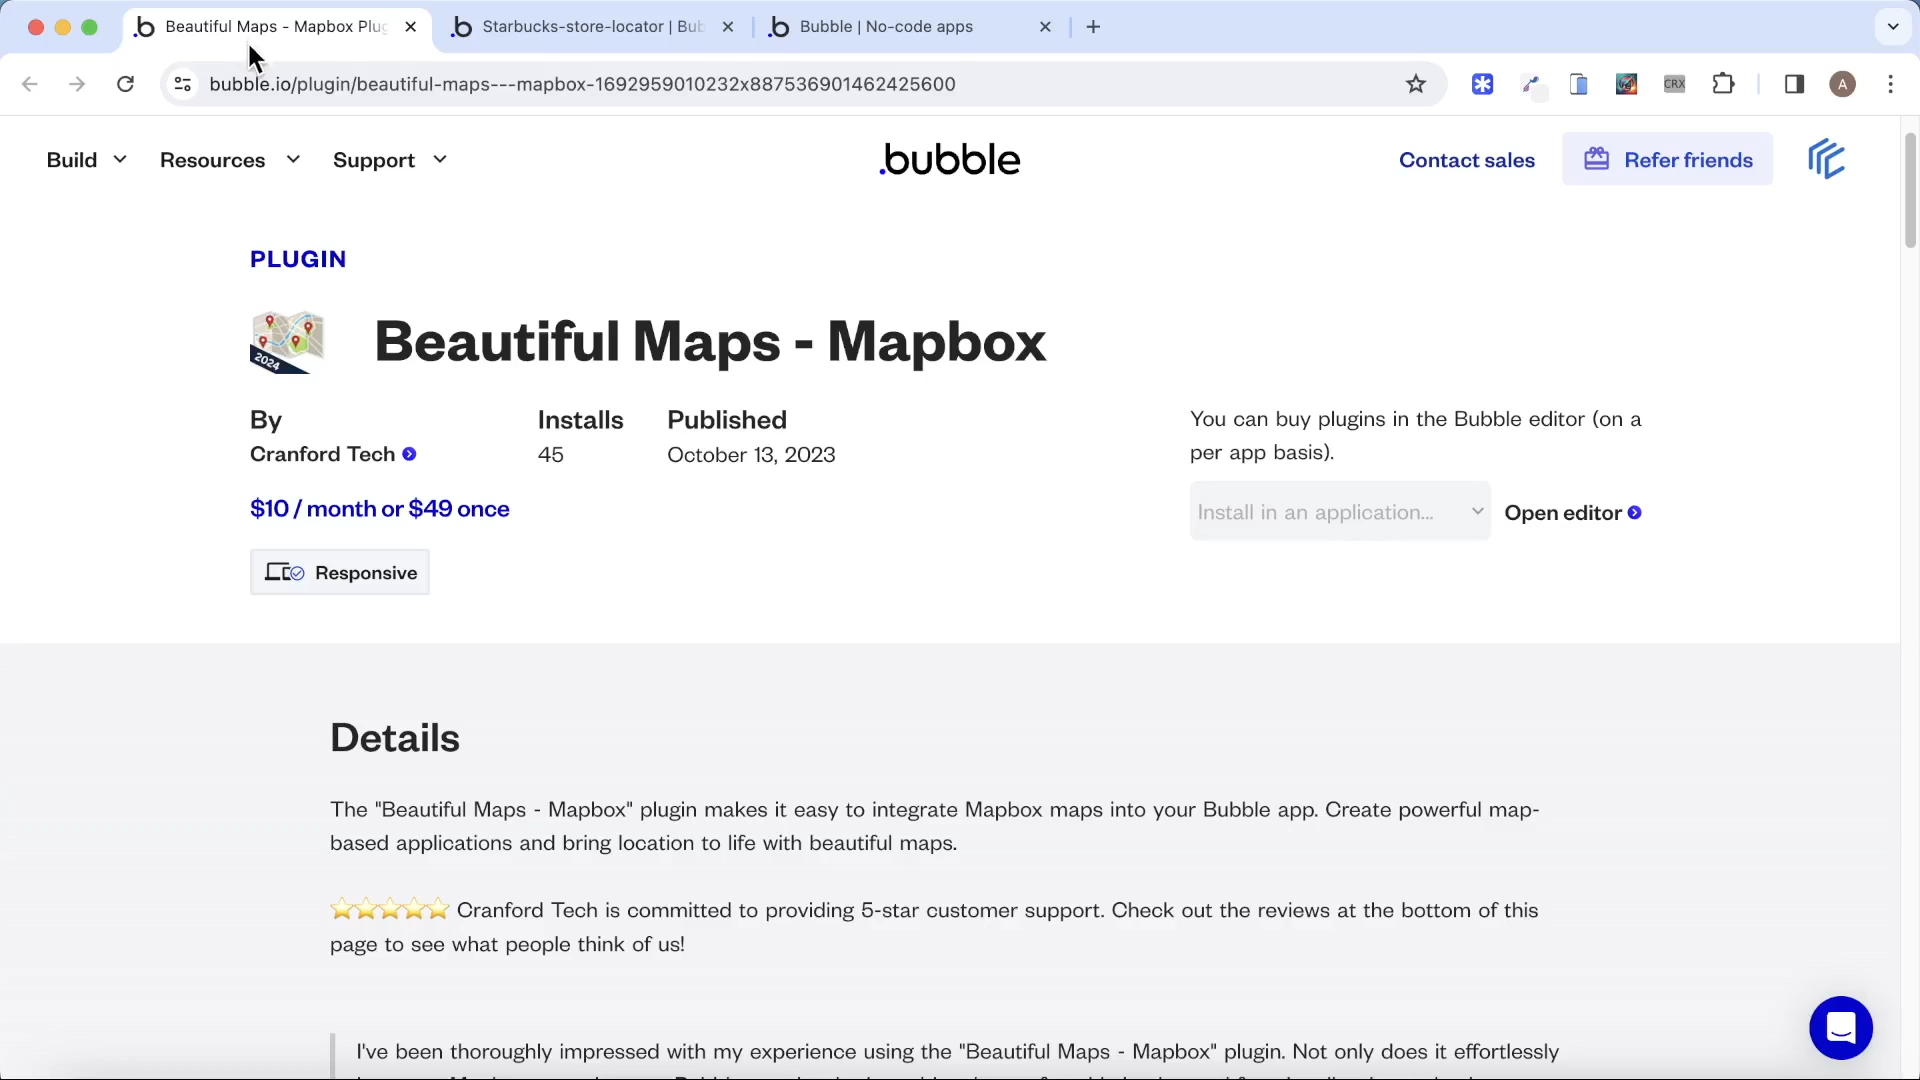 Beautiful Maps - Mapbox Plug
Starbucks-store-locator | Bub
Bubble | No-code apps
bubble.io/plugin/beautiful-maps---mapbox-1692959010232x887536901462425600
CRX
A
Build
Resources
Support
.bubble
Contact sales
Refer friends
PLUGIN
2024
Beautiful Maps - Mapbox
By
Installs
Published
Cranford Tech
45
October 13, 2023
You can buy plugins in the Bubble editor (on a
per app basis).
$10 / month or $49 once
Install in an application...
Open editor
Responsive
Details
The "Beautiful Maps - Mapbox" plugin makes it easy to integrate Mapbox maps into your Bubble app. Create powerful map-
based applications and bring location to life with beautiful maps.
⭐⭐⭐⭐⭐ Cranford Tech is committed to providing 5-star customer support. Check out the reviews at the bottom of this
page to see what people think of us!
I've been thoroughly impressed with my experience using the "Beautiful Maps - Mapbox" plugin. Not only does it effortlessly